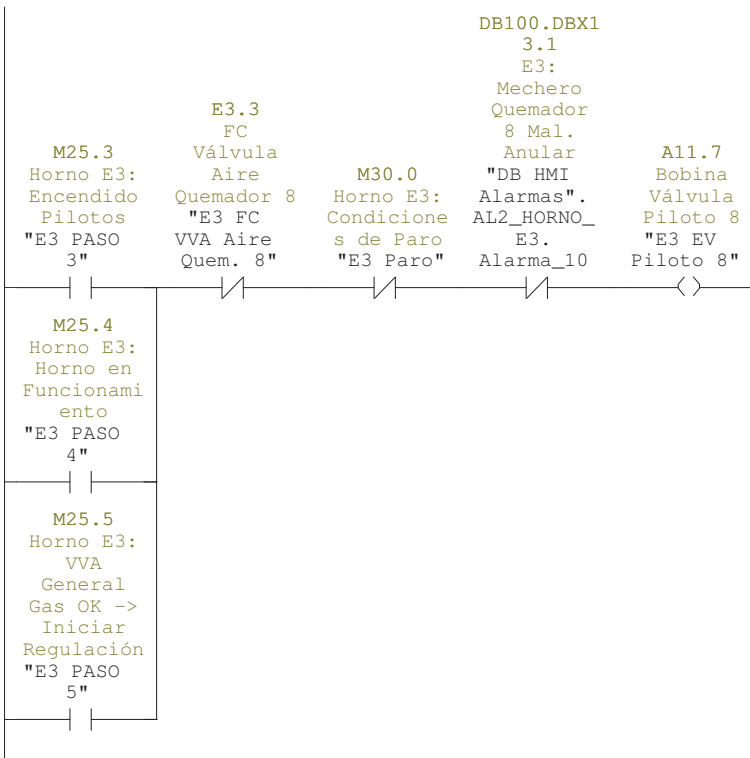 M25.3
Horno E3:
Encendido
Pilotos
"E3 PASO
3"
E3.3
FC
Válvula
Aire
Quemador 8
"E3 FC
VVA Aire
Quem. 8"
M30.0
Horno E3:
Condicione
s de Paro
"E3 Paro"
DB100.DBX1
3.1
E3:
Mechero
Quemador
8 Mal.
Anular
"DB HMI
Alarmas".
AL2_HORNO_
E3.
Alarma_10
A11.7
Bobina
Válvula
Piloto 8
"E3 EV
Piloto 8"
M25.4
Horno E3:
Horno en
Funcionami
ento
"E3 PASO
4"
M25.5
Horno E3:
VVA
General
Gas OK ->
Iniciar
Regulación
"E3 PASO
5"